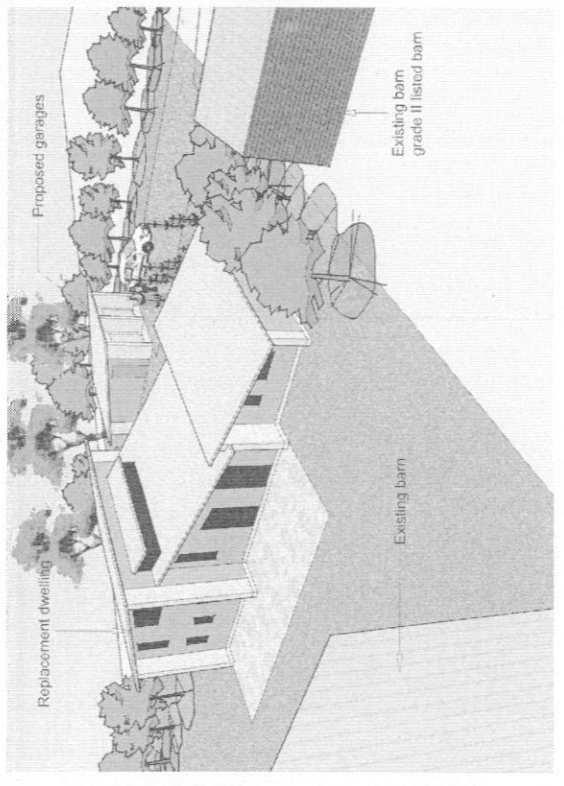 Replacement dwelling
Proposed garages
Existing barn
Existing barn
grade II listed barn